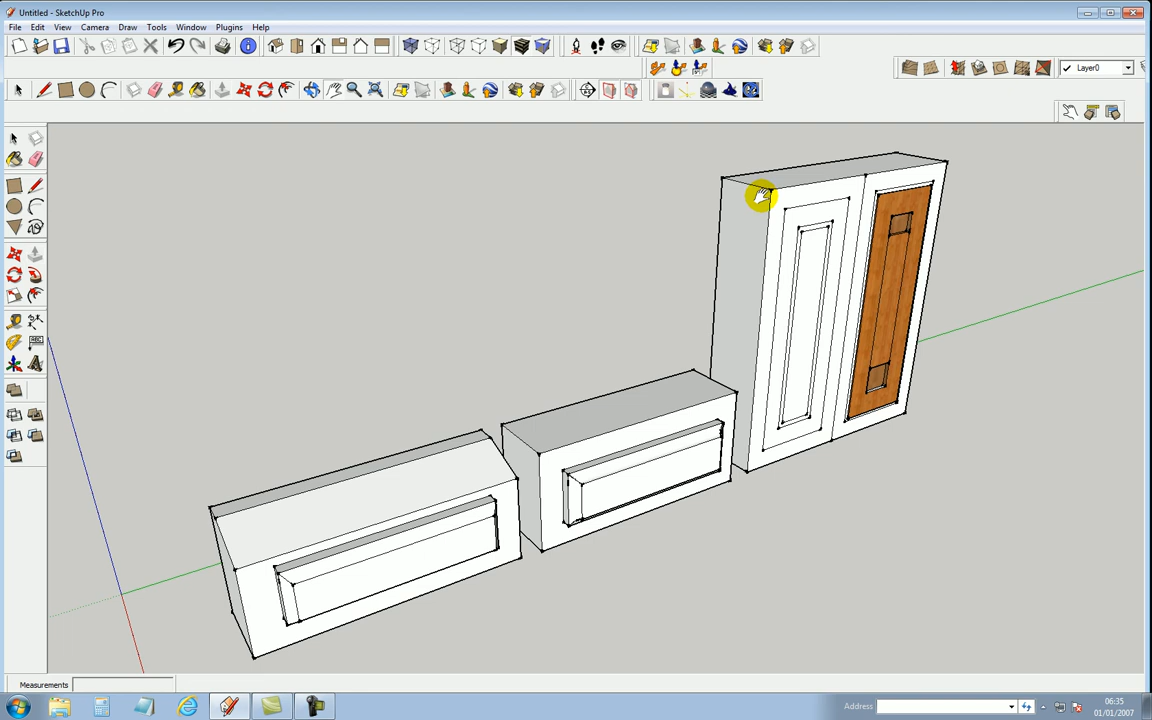 Untitled - SketchUp Pro
File Edit View Camera Draw Tools Window Plugins Help
Layer0
Measurements
Address
06:35
01/01/2007